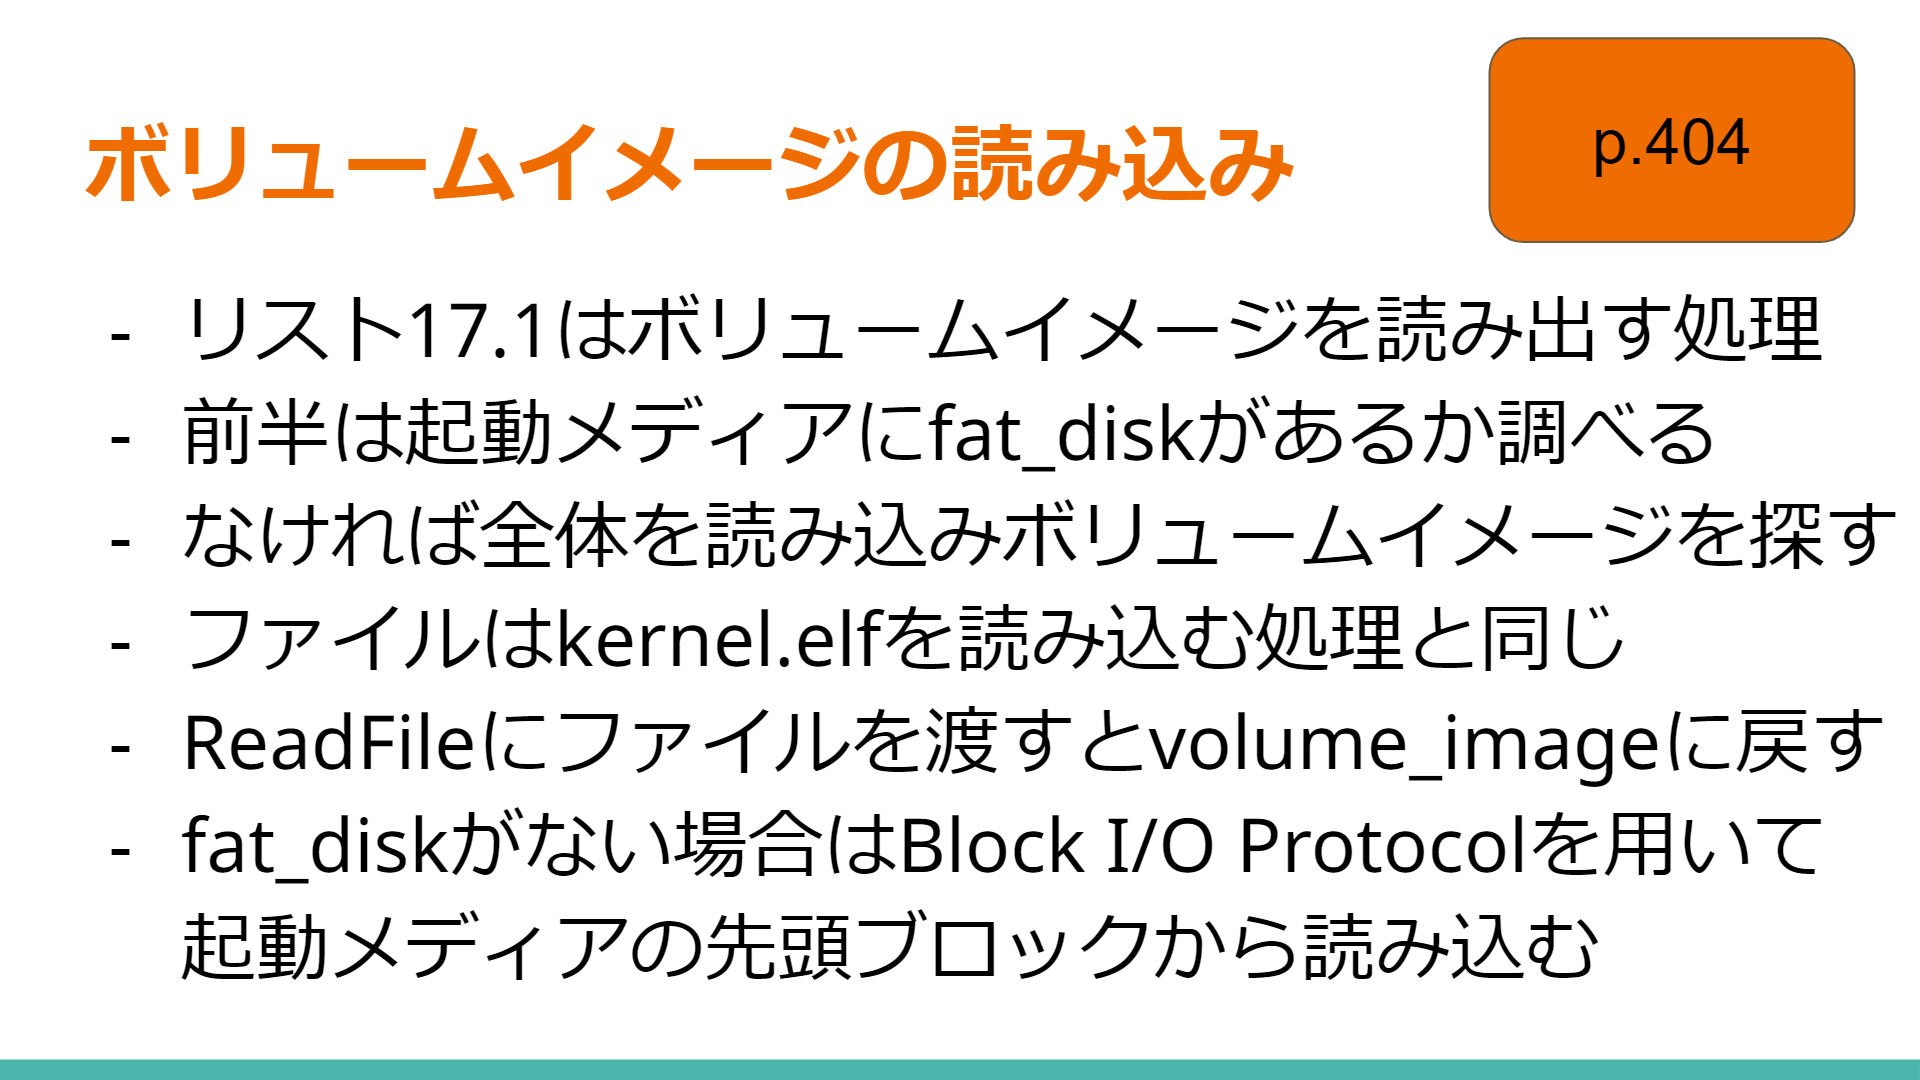 ボリュームイメージの読み込み
p.404
- リスト17.1はボリュームイメージを読み出す処理
- 前半は起動メディアにfat_diskがあるか調べる
- なければ全体を読み込みボリュームイメージを探す
- ファイルはkernel.elfを読み込む処理と同じ
- ReadFileにファイルを渡すとvolume_imageに戻す
- fat_diskがない場合はBlock I/O Protocolを用いて
起動メディアの先頭ブロックから読み込む